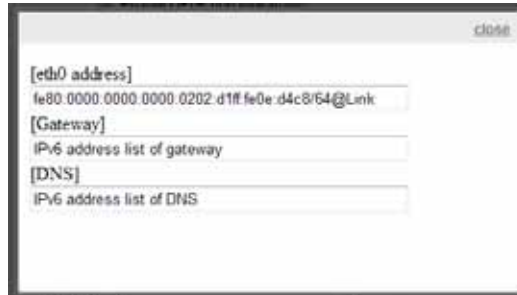 close
[eth0 address]
fe80:0000:0000:0000:0202:d1ff:fe0e:d4c8/64@Link
[Gateway]
IPv6 address list of gateway
[DNS]
IPv6 address list of DNS